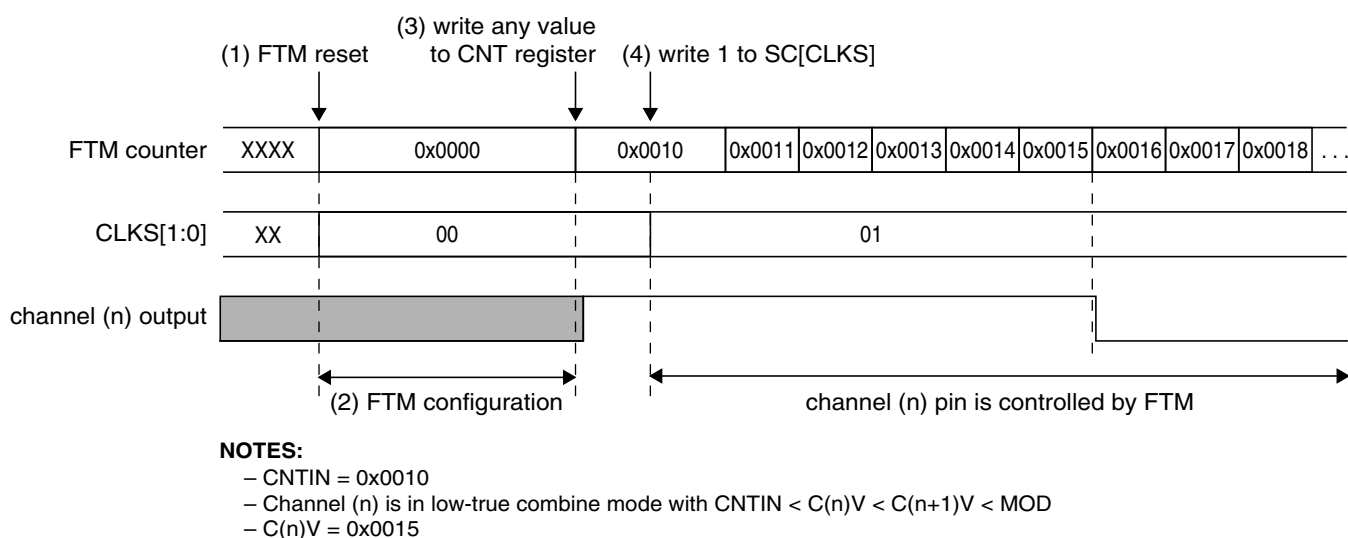 (3) write any value
(1) FTM reset to CNT register (4) write 1 to SC[CLKS]
FTM counter XXXX 0x0000 0x0010 0x0011 0x0012 0x0013 0x0014 0x0015 0x0016 0x0017 0x0018 . . .
CLKS[1:0] XX 00 01
channel (n) output
(2) FTM configuration channel (n) pin is controlled by FTM
NOTES:
– CNTIN = 0x0010
– Channel (n) is in low-true combine mode with CNTIN < C(n)V < C(n+1)V < MOD
– C(n)V = 0x0015